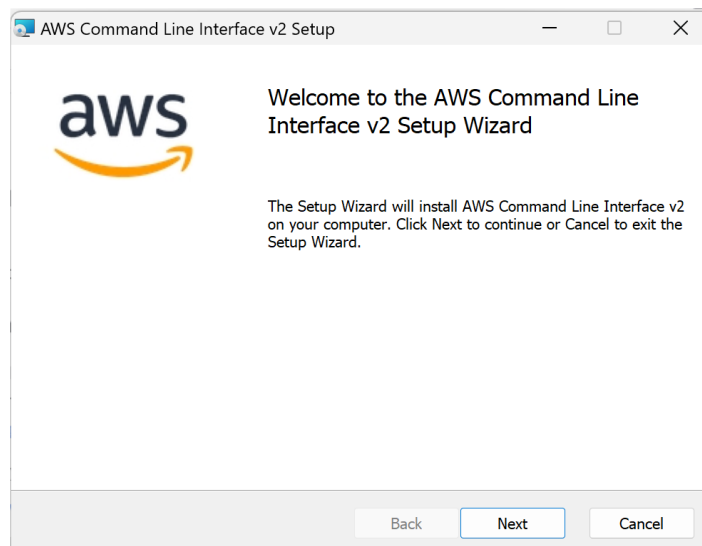 AWS Command Line Interface v2 Setup
aws
Welcome to the AWS Command Line
Interface v2 Setup Wizard
The Setup Wizard will install AWS Command Line Interface v2
on your computer. Click Next to continue or Cancel to exit the
Setup Wizard.
Back
Next
Cancel